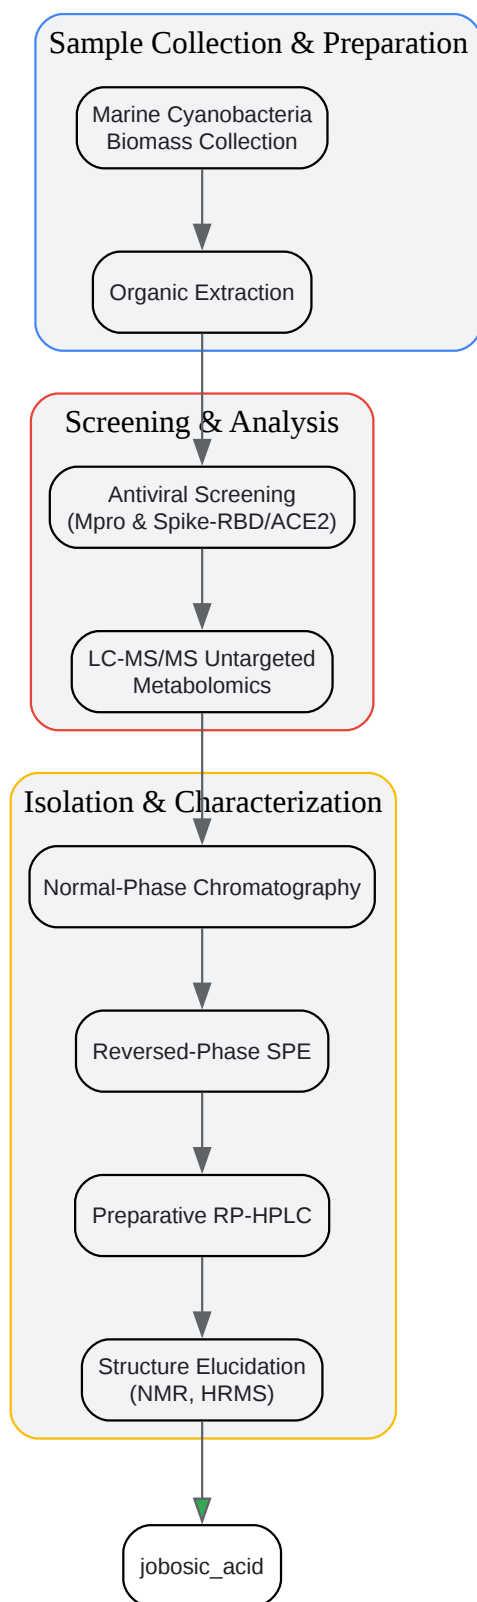 Sample Collection & Preparation
Marine Cyanobacteria
Biomass Collection
Organic Extraction
Screening & Analysis
Antiviral Screening
(Mpro & Spike-RBD/ACE2)
LC-MS/MS Untargeted
Metabolomics
Isolation & Characterization
Normal-Phase Chromatography
Reversed-Phase SPE
Preparative RP-HPLC
Structure Elucidation
(NMR, HRMS)
jobosic_acid